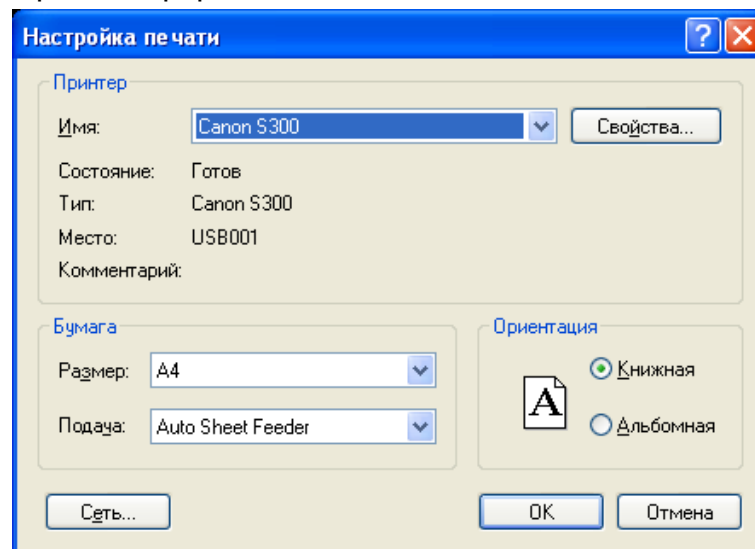 Настройка печати
Принтер
Имя: Canon S300 Свойства...
Состояние: Готов
Тип: Canon S300
Место: USB001
Комментарий:
Бумага
Размер: A4
Подача: Auto Sheet Feeder
Ориентация
A
Книжная
Альбомная
Сеть... OK Отмена